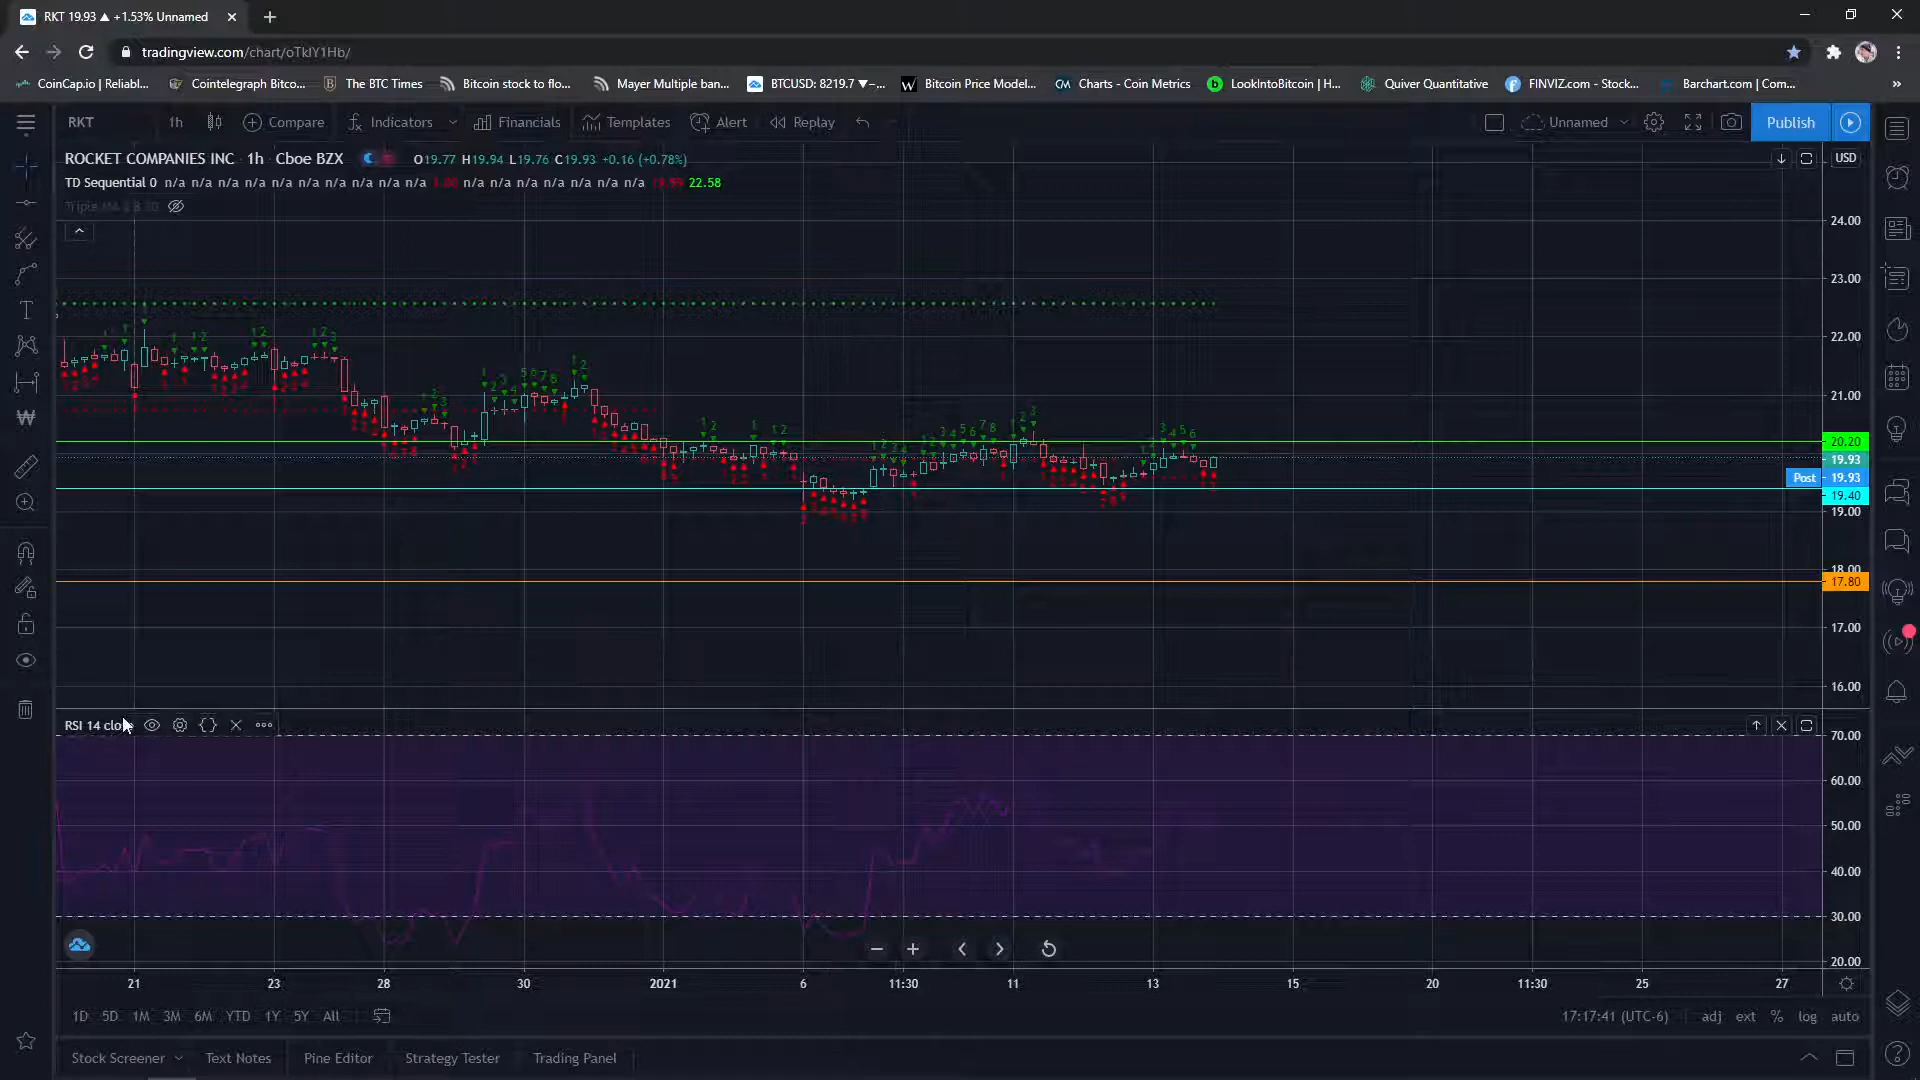 RKT 19.93 ▲ +1.53% Unnamed
tradingview.com/chart/oTkIY1Hb/
CoinCap.io | Reliabl... Cointelegraph Bitco... The BTC Times Bitcoin stock to flo... Mayer Multiple ban... BTCUSD: 8219.7 ▼−... Bitcoin Price Model... Charts - Coin Metrics LookIntoBitcoin | H... Quiver Quantitative FINVIZ.com - Stock... Barchart.com | Com... »
RKT 1h Compare Indicators Financials Templates Alert Replay Unnamed Publish
ROCKET COMPANIES INC 1h Cboe BZX O19.77 H19.94 L19.76 C19.93 +0.16 (+0.78%) USD
TD Sequential 0 n/a n/a n/a n/a n/a n/a n/a n/a n/a n/a n/a n/a n/a n/a n/a n/a n/a 22.58
24.00
23.00
22.00
21.00
20.20
19.93
Post 19.93
19.40
19.00
18.00
17.80
17.00
16.00
RSI 14
70.00
60.00
50.00
40.00
30.00
20.00
21 23 28 30 2021 6 11:30 11 13 15 20 11:30 25 27
1D 5D 1M 3M 6M YTD 1Y 5Y All 17:17:41 (UTC-6) adj ext % log auto
Stock Screener Text Notes Pine Editor Strategy Tester Trading Panel